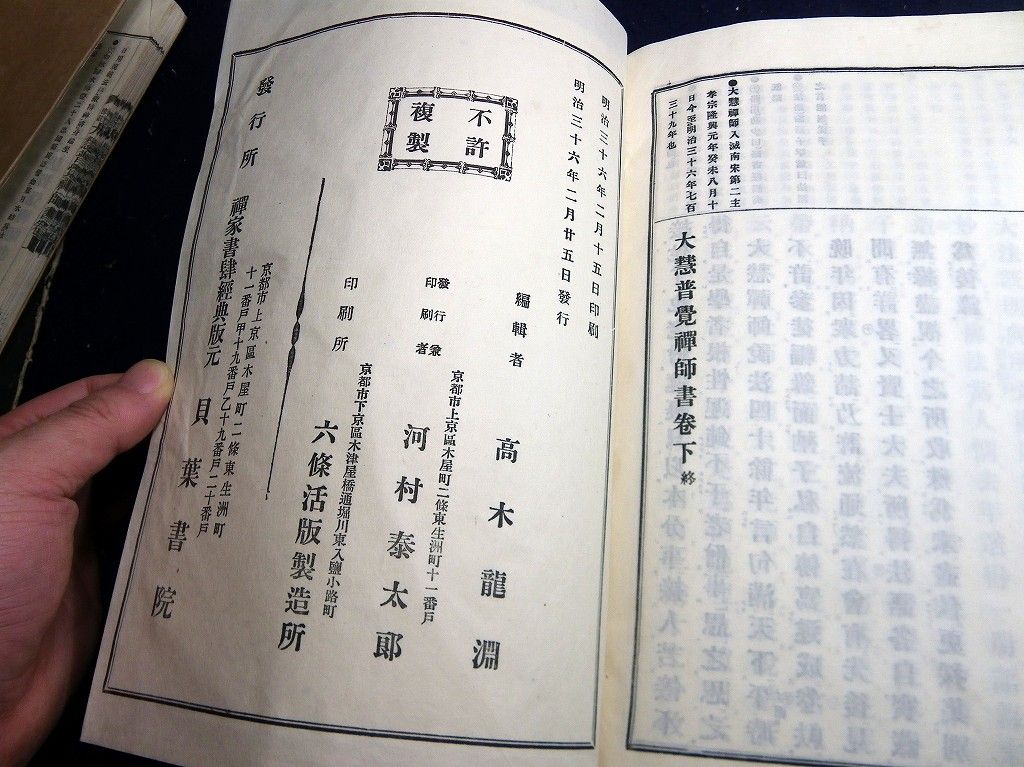 ●大慧禪師入滅南宋第二主
孝宗隆興元年癸未八月十
日今至明治三十六年七百
三十九年也
大慧普覺禪師書卷下 終
明治三十六年二月十五日印刷
明治三十六年二月廿五日發行
不許
複製
編輯者 高木龍淵
京都市上京區木屋町二條東生洲町十一番戶
發行兼
印刷者 河村泰太郎
京都市下京區木津屋橋通堀川東入鹽小路町
印刷所 六條活版製造所
京都市上京區木屋町二條東生洲町
十一番戶甲十九番戶乙十九番戶二十番戶
發行所 禪家書肆經典版元 貝葉書院